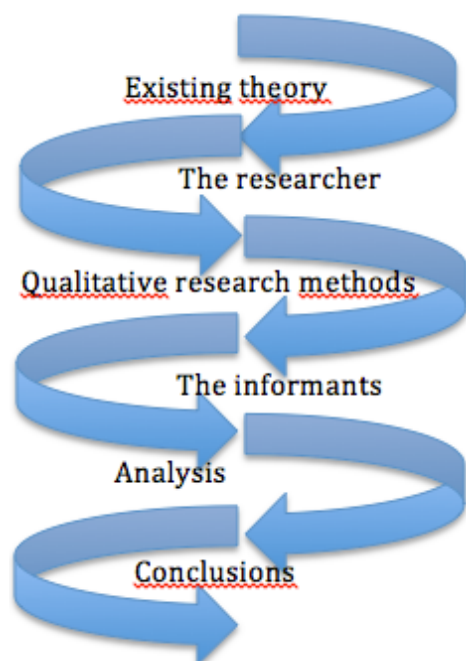 Existing theory
The researcher
Qualitative research methods
The informants
Analysis
Conclusions